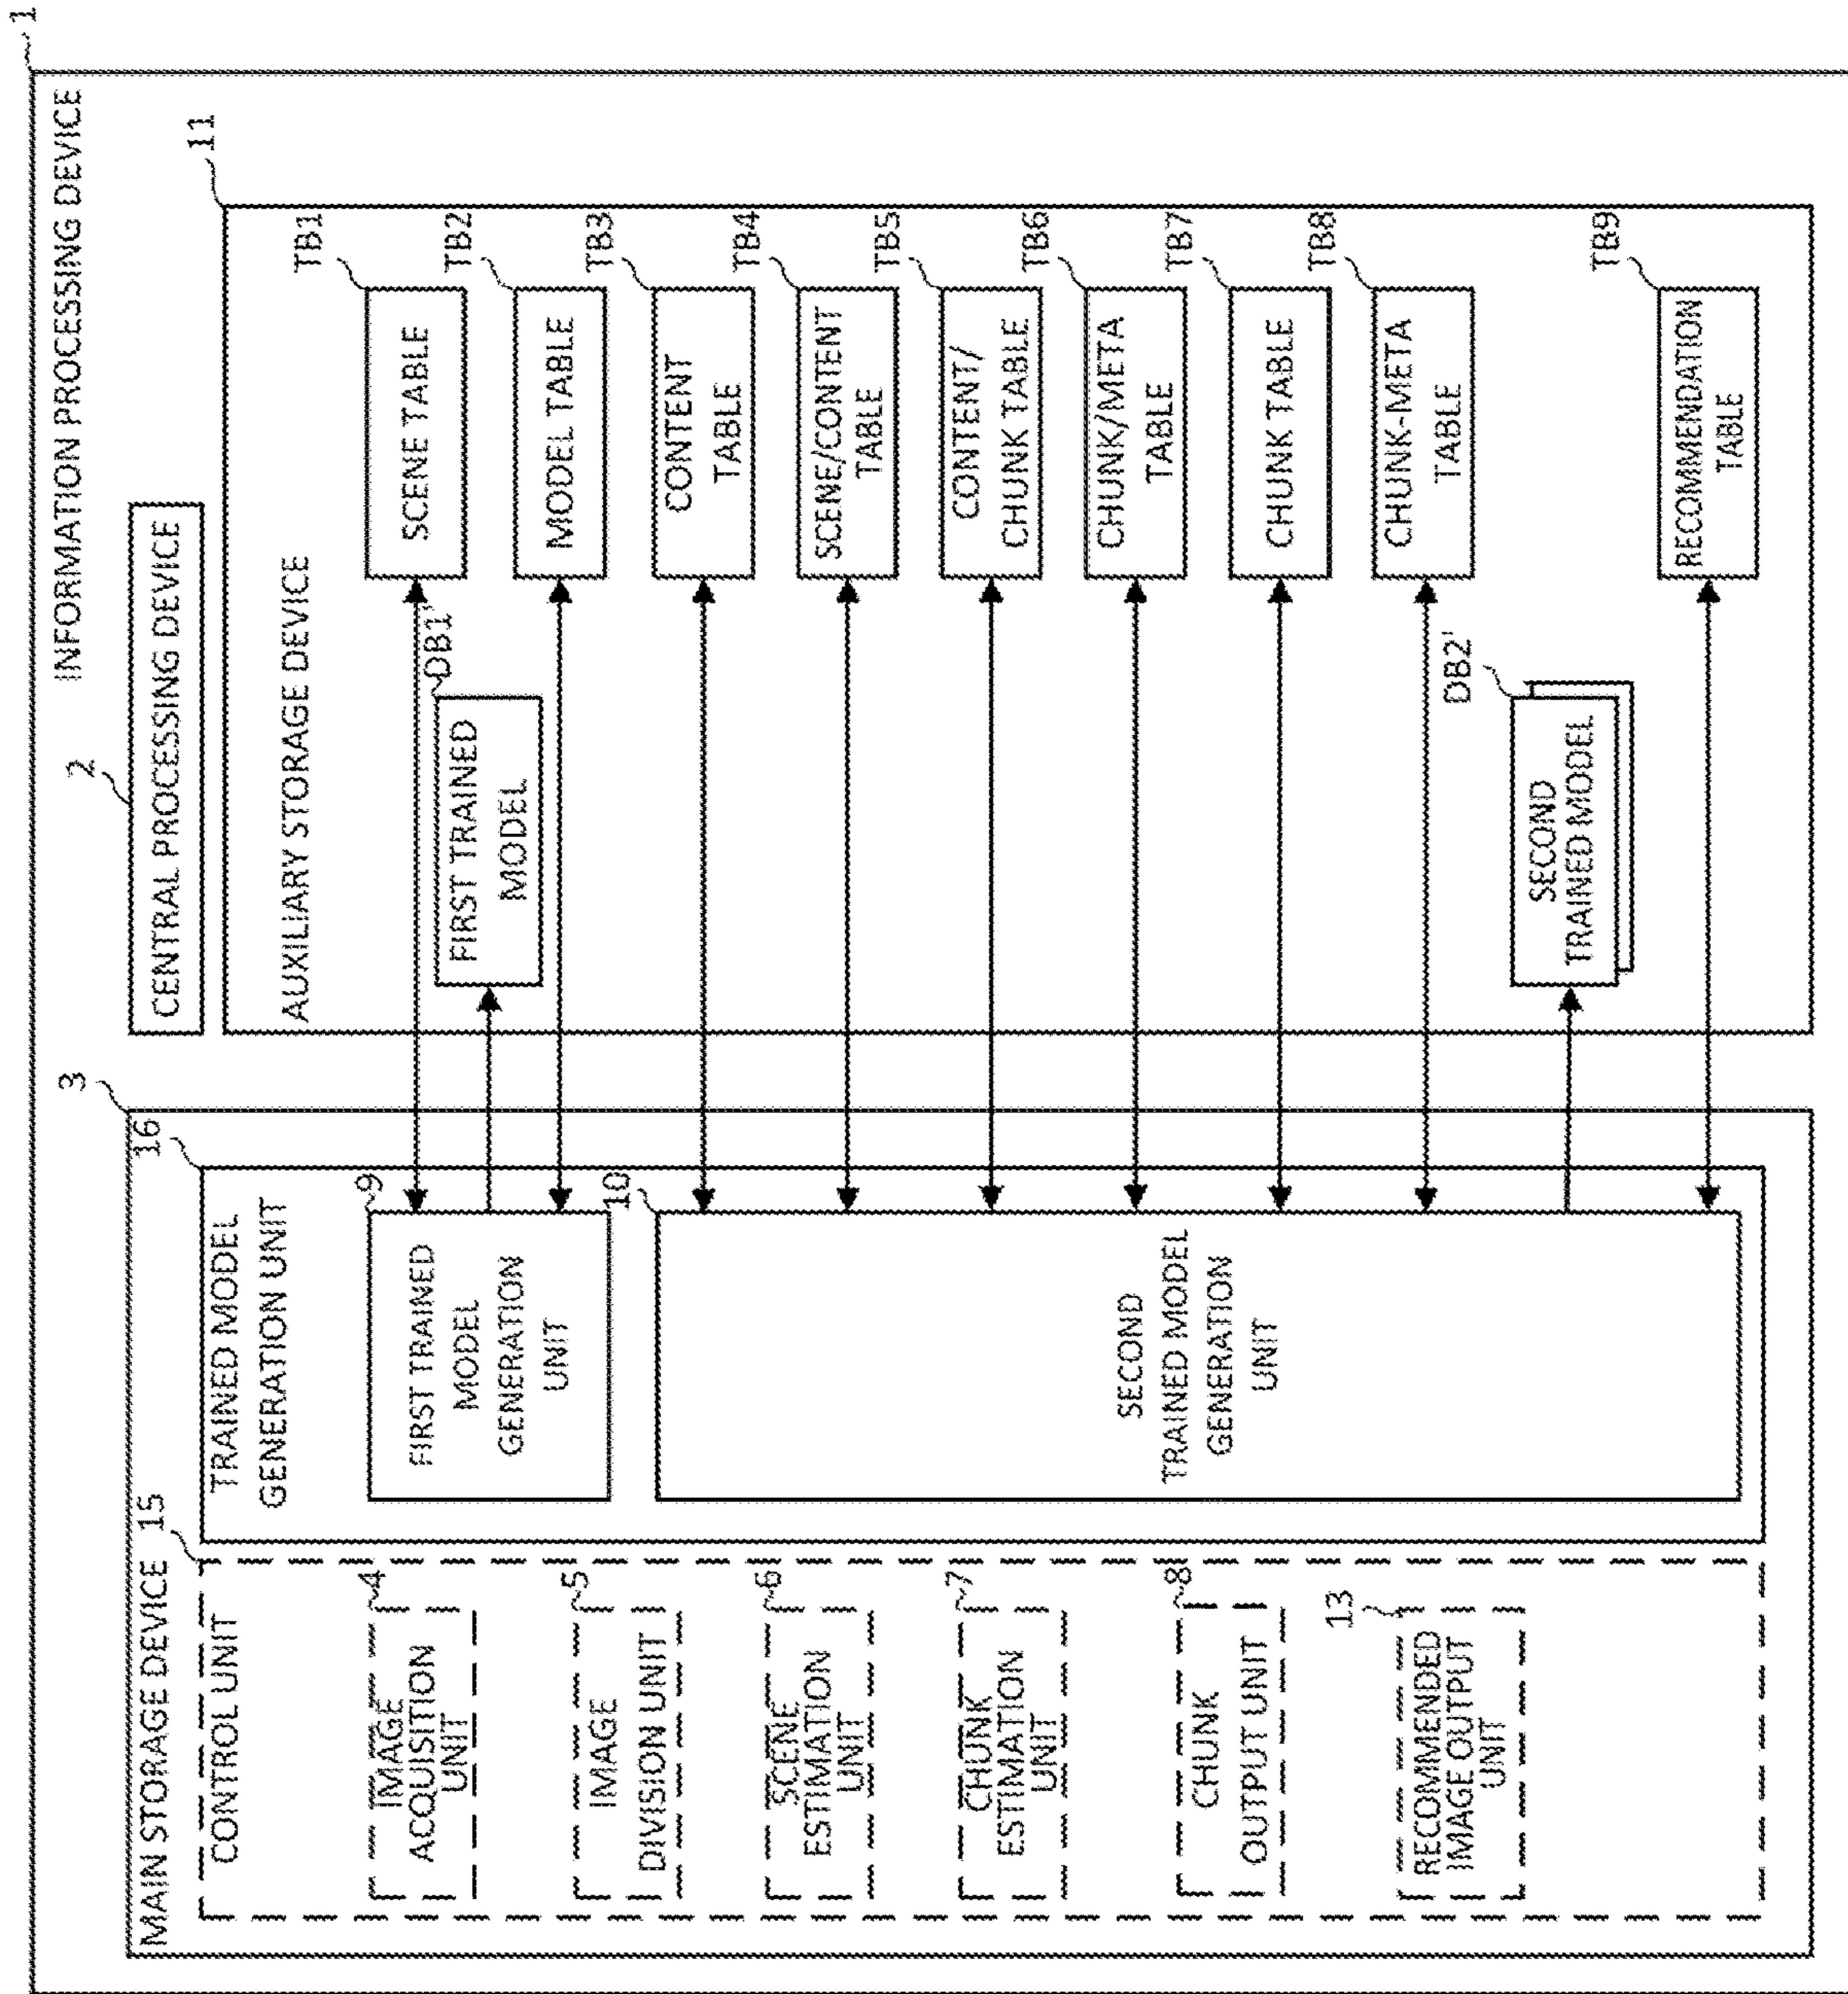 1
INFORMATION PROCESSING DEVICE
2
CENTRAL PROCESSING DEVICE
3
MAIN STORAGE DEVICE
15
CONTROL UNIT
4
IMAGE
ACQUISITION
UNIT
5
IMAGE
DIVISION UNIT
6
SCENE
ESTIMATION
UNIT
7
CHUNK
ESTIMATION
UNIT
8
CHUNK
OUTPUT UNIT
13
RECOMMENDED
IMAGE OUTPUT
UNIT
16
TRAINED MODEL
GENERATION UNIT
9
FIRST TRAINED
MODEL
GENERATION
UNIT
10
SECOND
TRAINED MODEL
GENERATION
UNIT
11
AUXILIARY STORAGE DEVICE
TB1
SCENE TABLE
DB1'
FIRST TRAINED
MODEL
TB2
MODEL TABLE
TB3
CONTENT
TABLE
TB4
SCENE/CONTENT
TABLE
TB5
CONTENT/
CHUNK TABLE
TB6
CHUNK/META
TABLE
TB7
CHUNK TABLE
TB8
CHUNK-META
TABLE
DB2'
SECOND
TRAINED MODEL
TB9
RECOMMENDATION
TABLE